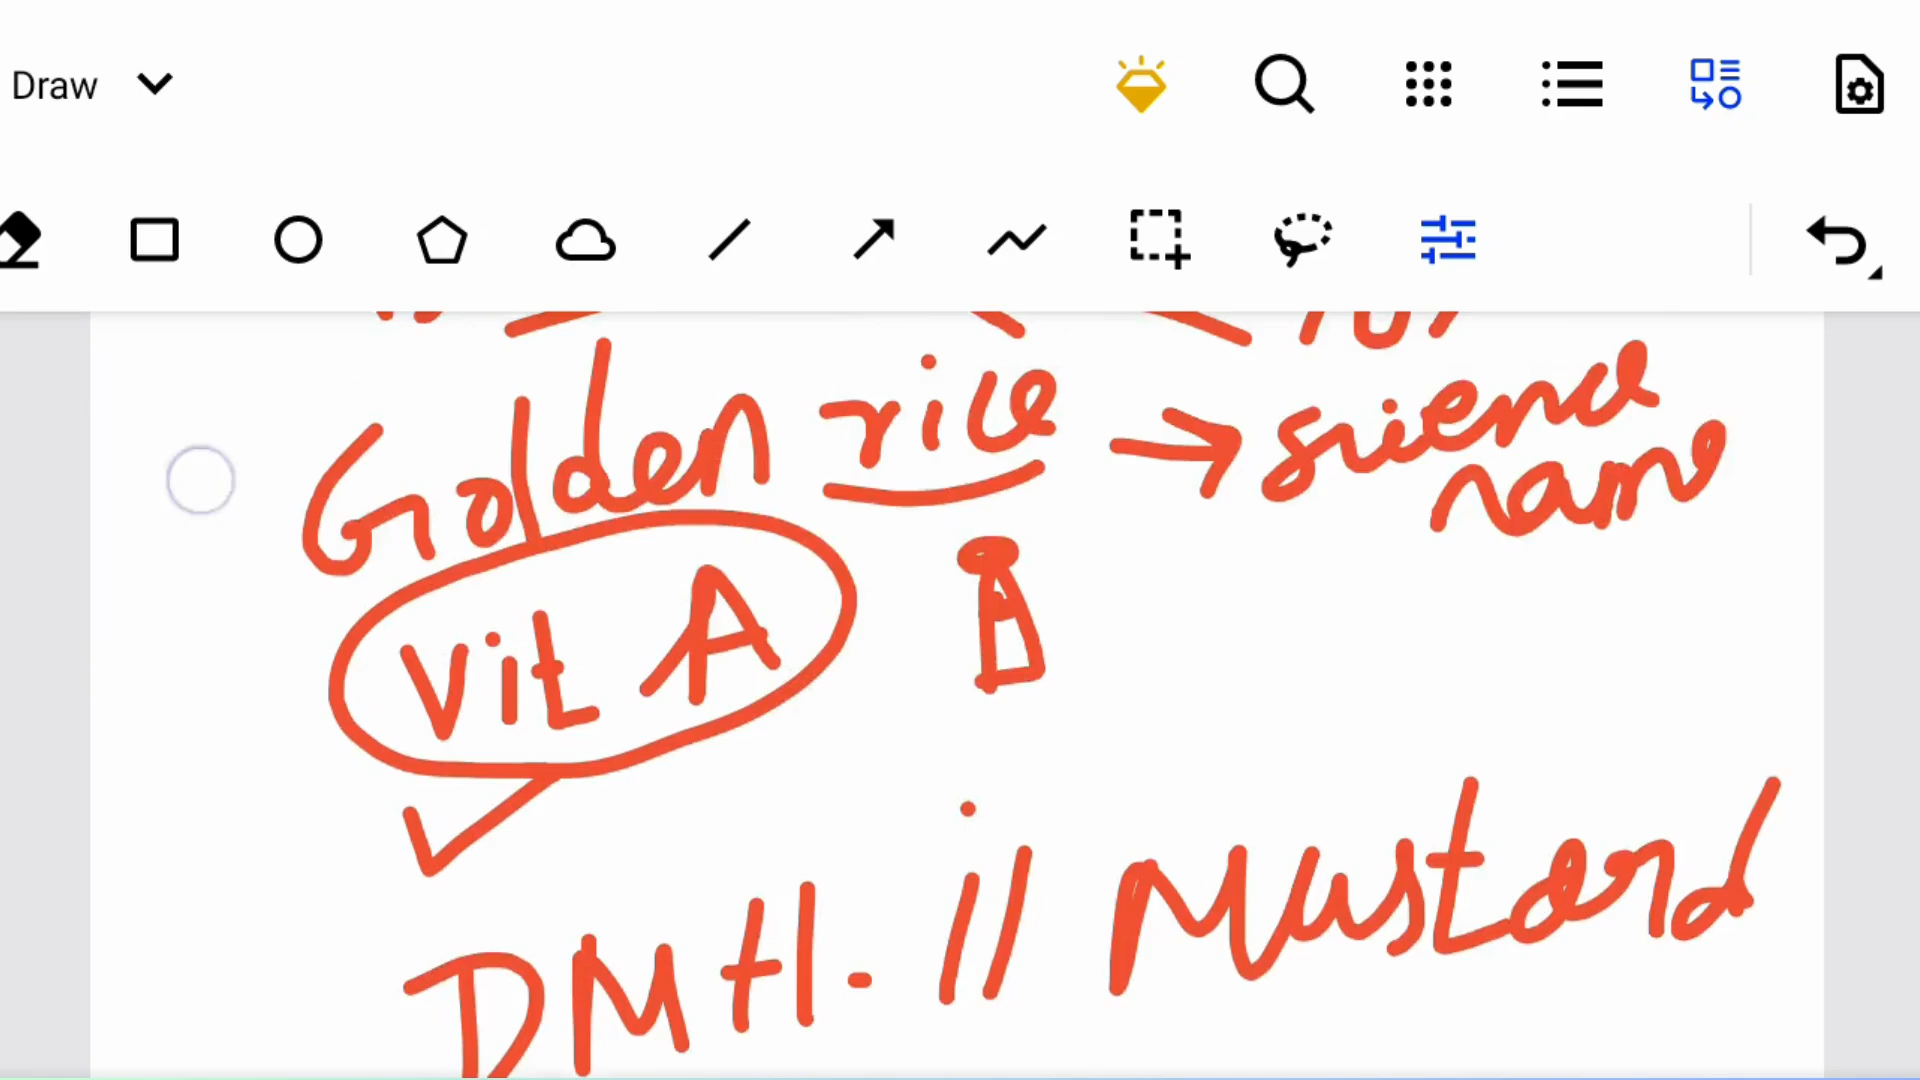 Draw
Golden rice → science
name
Vit A
DMH. 11 Mustard